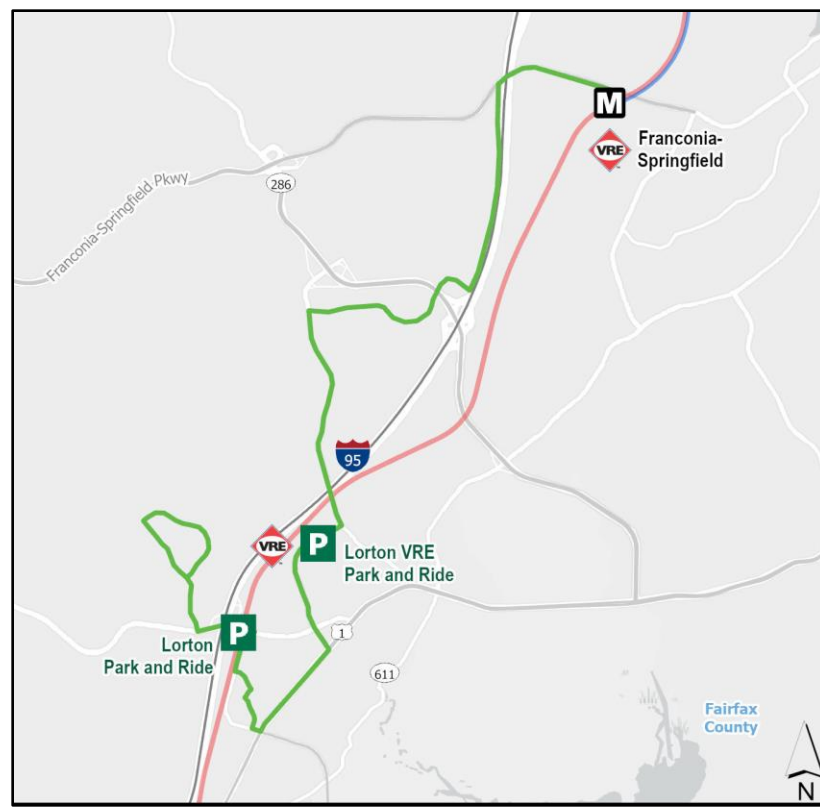 M
VRE
Franconia-
Springfield
286
Franconia-Springfield Pkwy
95
VRE
P
Lorton VRE
Park and Ride
P
Lorton
Park and Ride
1
611
Fairfax
County
N